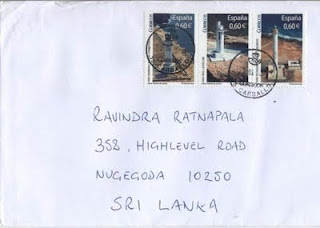 CORREOS España 0,60€
CORREOS España 0,60€
CORREOS España 0,60€
CARBALLO
RAVINDRA RATNAPALA
358, HIGHLEVEL ROAD
NUGEGODA 10250
SRI LANKA